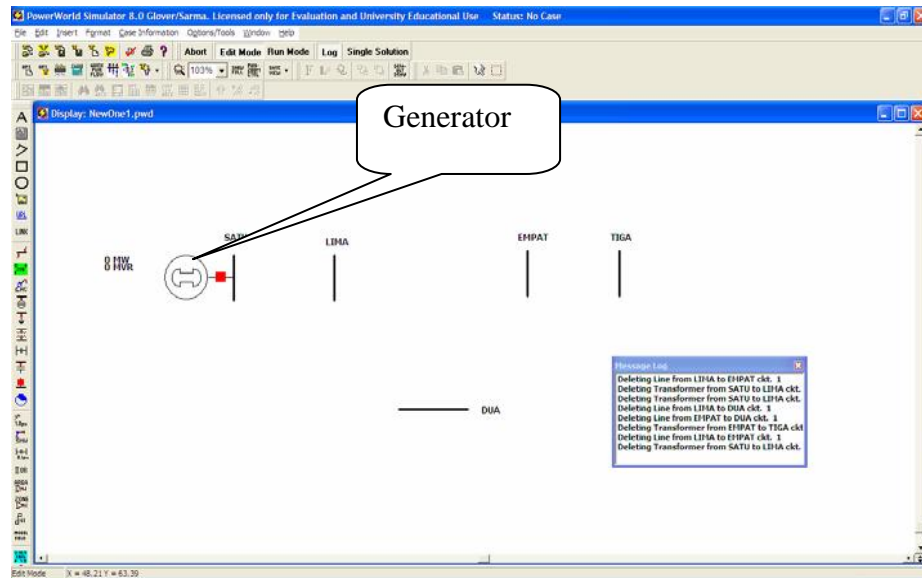 PowerWorld Simulator 8.0 Glover/Sarma. Licensed only for Evaluation and University Educational Use Status: No Case
File Edit Insert Format Case Information Options/Tools Window Help
Abort Edit Mode Run Mode Log Single Solution
103%
Display: NewOne1.pwd
Generator
A
URL
LINK
SATU
LIMA
EMPAT
TIGA
0 MW
0 MVR
DUA
Message Log
Deleting Line from LIMA to EMPAT ckt. 1
Deleting Transformer from SATU to LIMA ckt.
Deleting Transformer from SATU to LIMA ckt.
Deleting Line from LIMA to DUA ckt. 1
Deleting Line from EMPAT to DUA ckt. 1
Deleting Transformer from EMPAT to TIGA ckt
Deleting Line from LIMA to EMPAT ckt. 1
Deleting Transformer from SATU to LIMA ckt.
Edit Mode X = 48.21 Y = 63.39